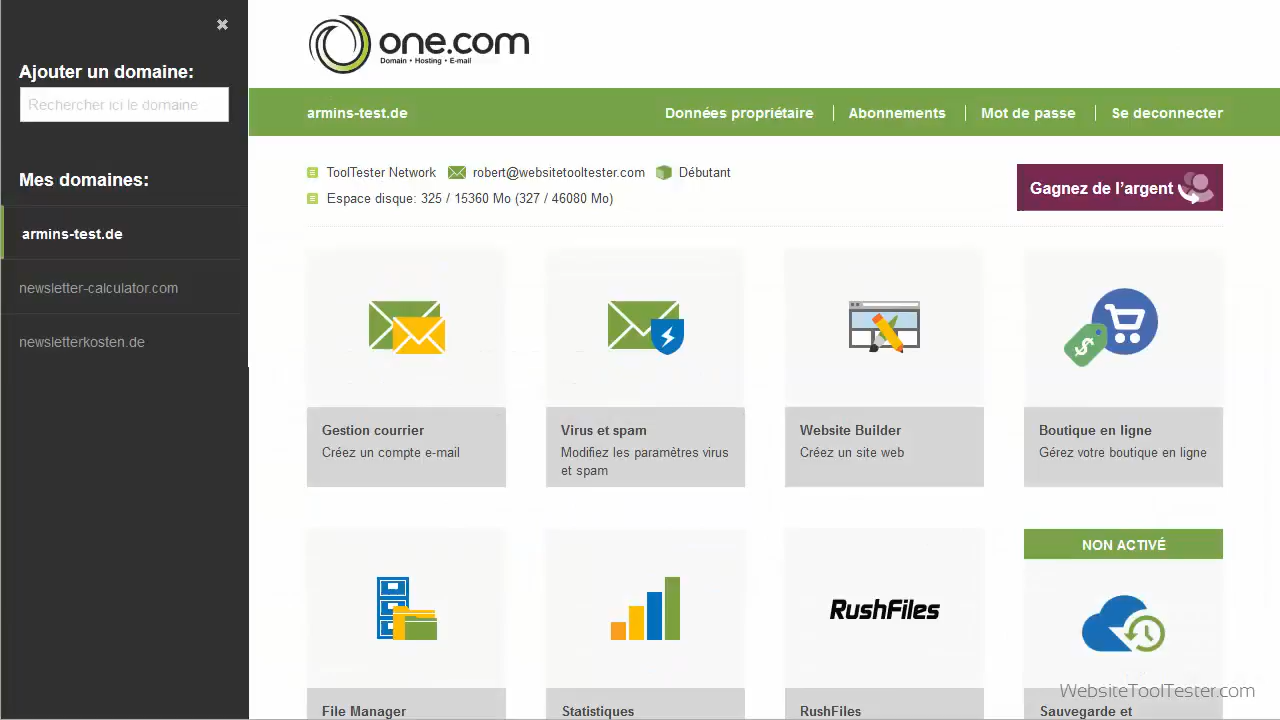 ✖
Ajouter un domaine:
Rechercher ici le domaine
Mes domaines:
armins-test.de
newsletter-calculator.com
newsletterkosten.de
one.com
Domain • Hosting • E-mail
armins-test.de
Données propriétaire
Abonnements
Mot de passe
Se deconnecter
ToolTester Network
robert@websitetooltester.com
Débutant
Espace disque: 325 / 15360 Mo (327 / 46080 Mo)
Gagnez de l’argent
Gestion courrier
Créez un compte e-mail
Virus et spam
Modifiez les paramètres virus
et spam
Website Builder
Créez un site web
$
Boutique en ligne
Gérez votre boutique en ligne
File Manager
Statistiques
RushFiles
RushFiles
NON ACTIVÉ
Sauvegarde et
WebsiteToolTester.com